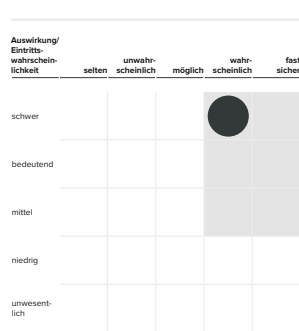 Auswirkung/
Eintritts-
wahrschein-
lichkeit
selten
unwahr-
scheinlich
möglich
wahr-
scheinlich
fast
sicher
schwer
bedeutend
mittel
niedrig
unwesent-
lich